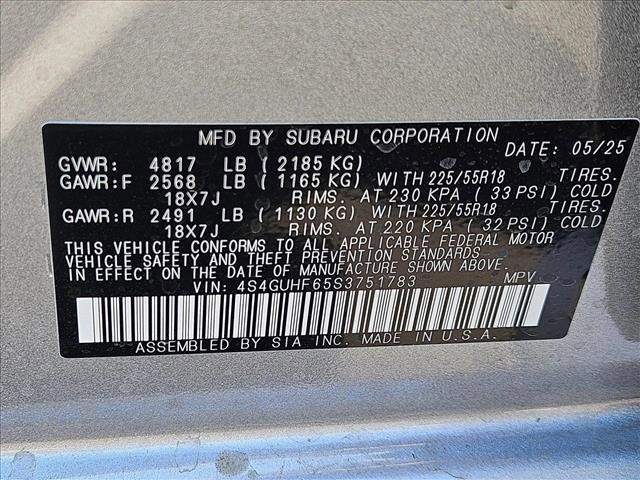 MFD BY SUBARU CORPORATION
DATE: 05/25
GVWR: 4817 LB ( 2185 KG)
GAWR:F 2568 LB ( 1165 KG) WITH 225/55R18 TIRES.
18X7J RIMS. AT 230 KPA ( 33 PSI) COLD
GAWR:R 2491 LB ( 1130 KG) WITH 225/55R18 TIRES.
18X7J RIMS. AT 220 KPA ( 32 PSI) COLD
THIS VEHICLE CONFORMS TO ALL APPLICABLE FEDERAL MOTOR
VEHICLE SAFETY AND THEFT PREVENTION STANDARDS
IN EFFECT ON THE DATE OF MANUFACTURE SHOWN ABOVE.
VIN: 4S4GUHF65S3751783 MPV
ASSEMBLED BY SIA INC. MADE IN U.S.A.